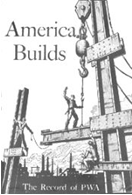 America
Builds
The Record of PWA